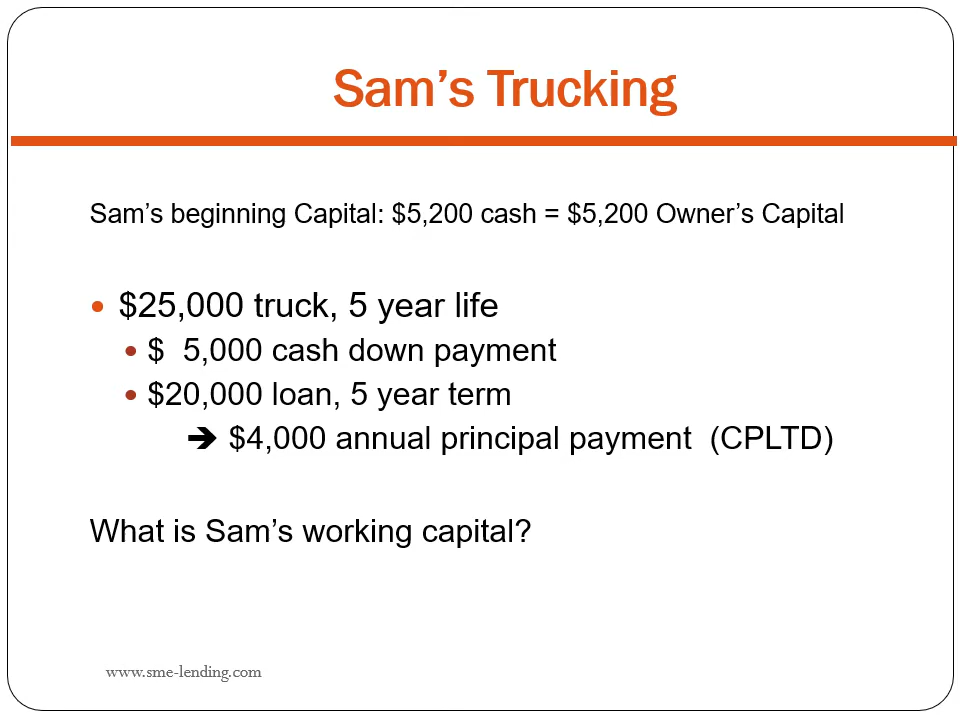 Sam’s Trucking
Sam’s beginning Capital: $5,200 cash = $5,200 Owner’s Capital
• $25,000 truck, 5 year life
• $  5,000 cash down payment
• $20,000 loan, 5 year term
➔ $4,000 annual principal payment  (CPLTD)
What is Sam’s working capital?
www.sme-lending.com